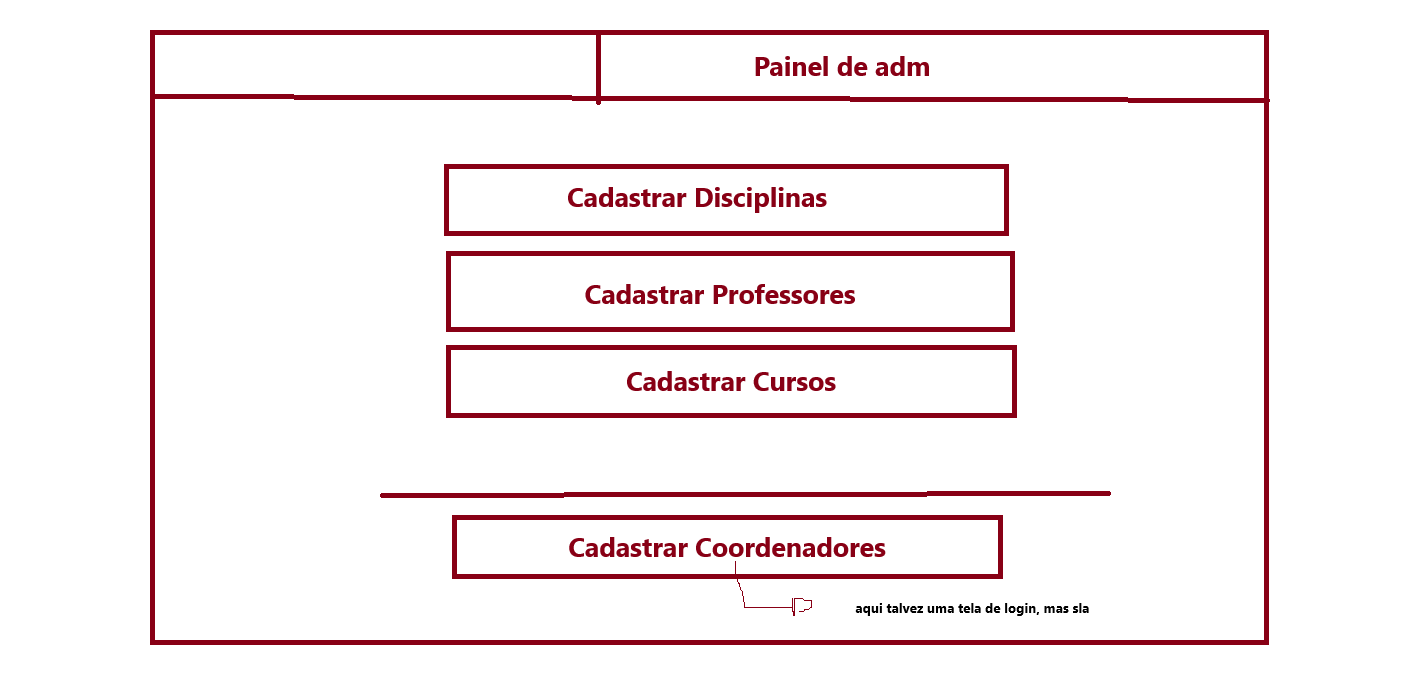 Painel de adm
Cadastrar Disciplinas
Cadastrar Professores
Cadastrar Cursos
Cadastrar Coordenadores
aqui talvez uma tela de login, mas sla